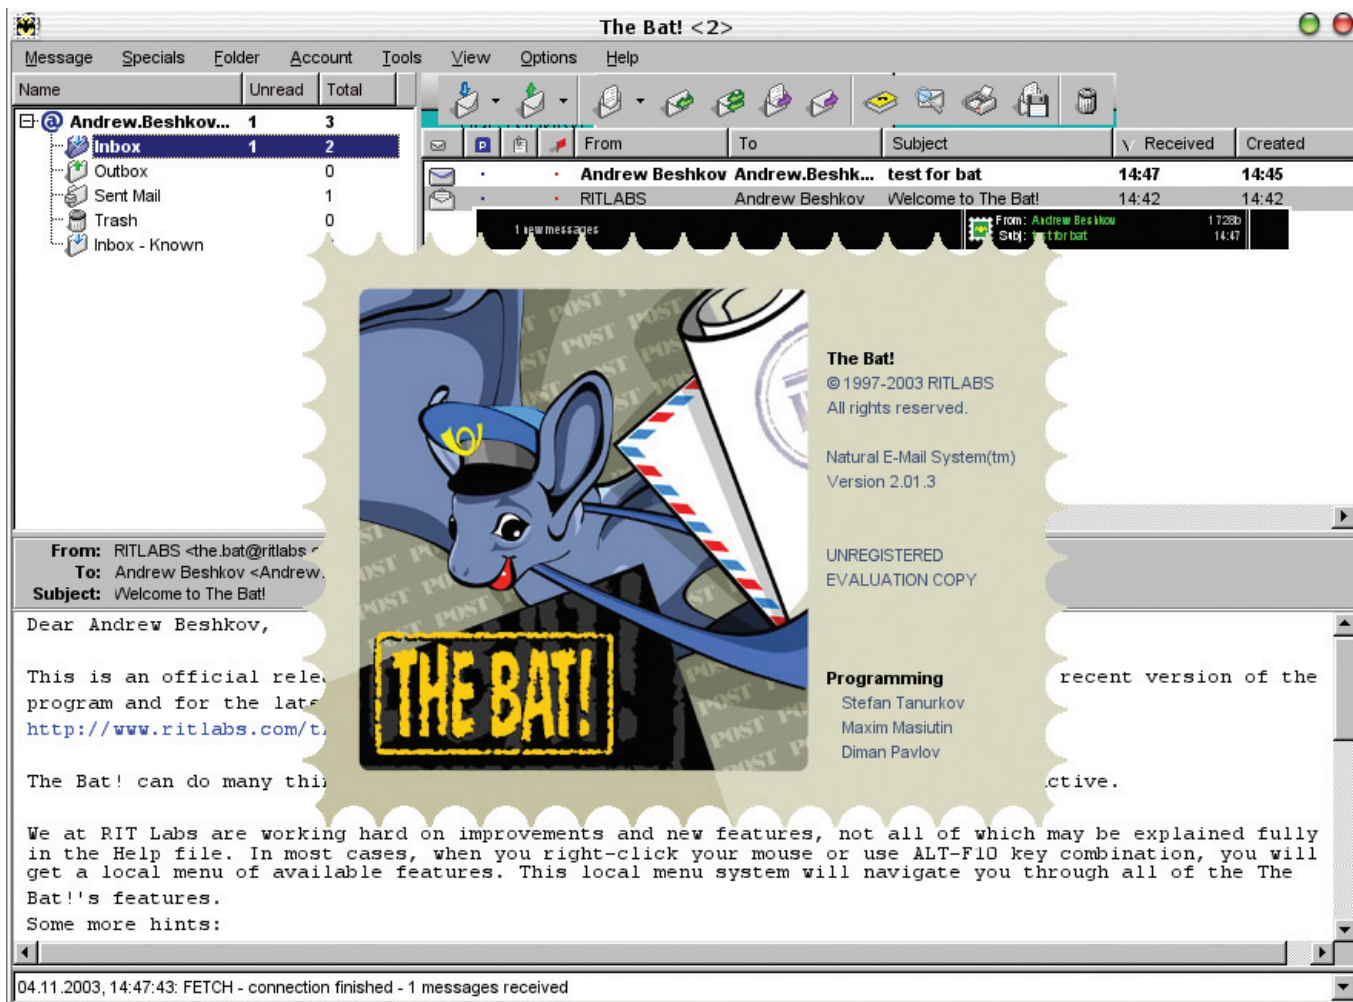 The Bat! <2>
Message Specials Folder Account Tools View Options Help
Name Unread Total
Andrew.Beshkov... 1 3
Inbox 1 2
Outbox 0
Sent Mail 1
Trash 0
Inbox - Known
From To Subject Received Created
Andrew Beshkov Andrew.Beshk... test for bat 14:47 14:45
RITLABS Andrew Beshkov Welcome to The Bat! 14:42 14:42
1 new messages
From: Andrew Beshkov 1728b
Subj: test for bat 14:47
POST POST POST
THE BAT!
The Bat!
© 1997-2003 RITLABS
All rights reserved.
Natural E-Mail System(tm)
Version 2.01.3
UNREGISTERED
EVALUATION COPY
Programming
Stefan Tanurkov
Maxim Masiutin
Diman Pavlov
From: RITLABS <the.bat@ritlabs
To: Andrew Beshkov <Andrew.
Subject: Welcome to The Bat!
Dear Andrew Beshkov,
This is an official rele recent version of the
program and for the late
http://www.ritlabs.com/t
The Bat! can do many thi ctive.
We at RIT Labs are working hard on improvements and new features, not all of which may be explained fully
in the Help file. In most cases, when you right-click your mouse or use ALT-F10 key combination, you will
get a local menu of available features. This local menu system will navigate you through all of the The
Bat!'s features.
Some more hints:
04.11.2003, 14:47:43: FETCH - connection finished - 1 messages received